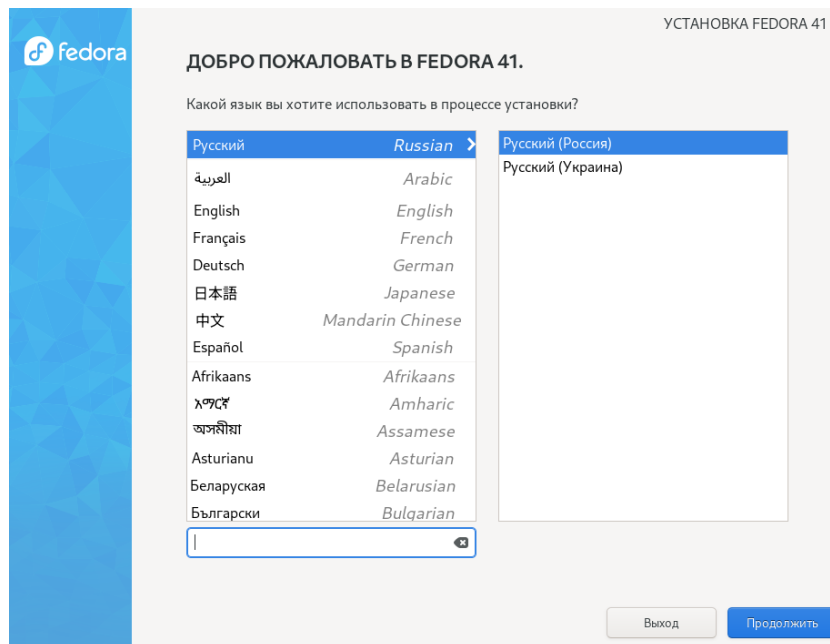 УСТАНОВКА FEDORA 41
fedora
ДОБРО ПОЖАЛОВАТЬ В FEDORA 41.
Какой язык вы хотите использовать в процессе установки?
Русский Russian
العربية Arabic
English English
Français French
Deutsch German
日本語 Japanese
中文 Mandarin Chinese
Español Spanish
Afrikaans Afrikaans
አማርኛ Amharic
অসমীয়া Assamese
Asturianu Asturian
Беларуская Belarusian
Български Bulgarian
Русский (Россия)
Русский (Украина)
Выход Продолжить